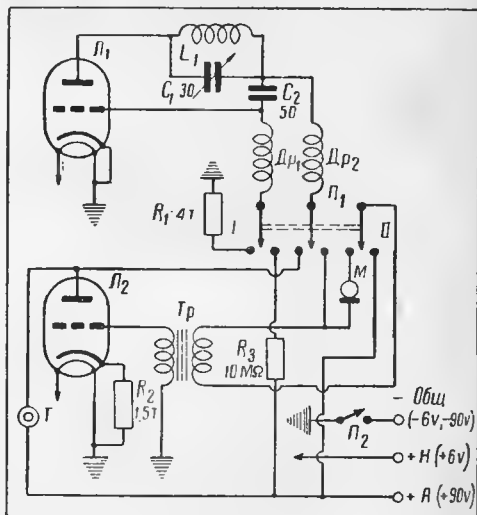 Л₁
L₁
C₁ 30
C₂
50
Др₁
Др₂
П₁
R₁-4т
I
II
M
Л₂
Тр
R₃
10 MΩ
R₂
1,5т
Т
- Общ
(-6v,-90v)
П₂
+ H (+6v)
+ A (+90v)